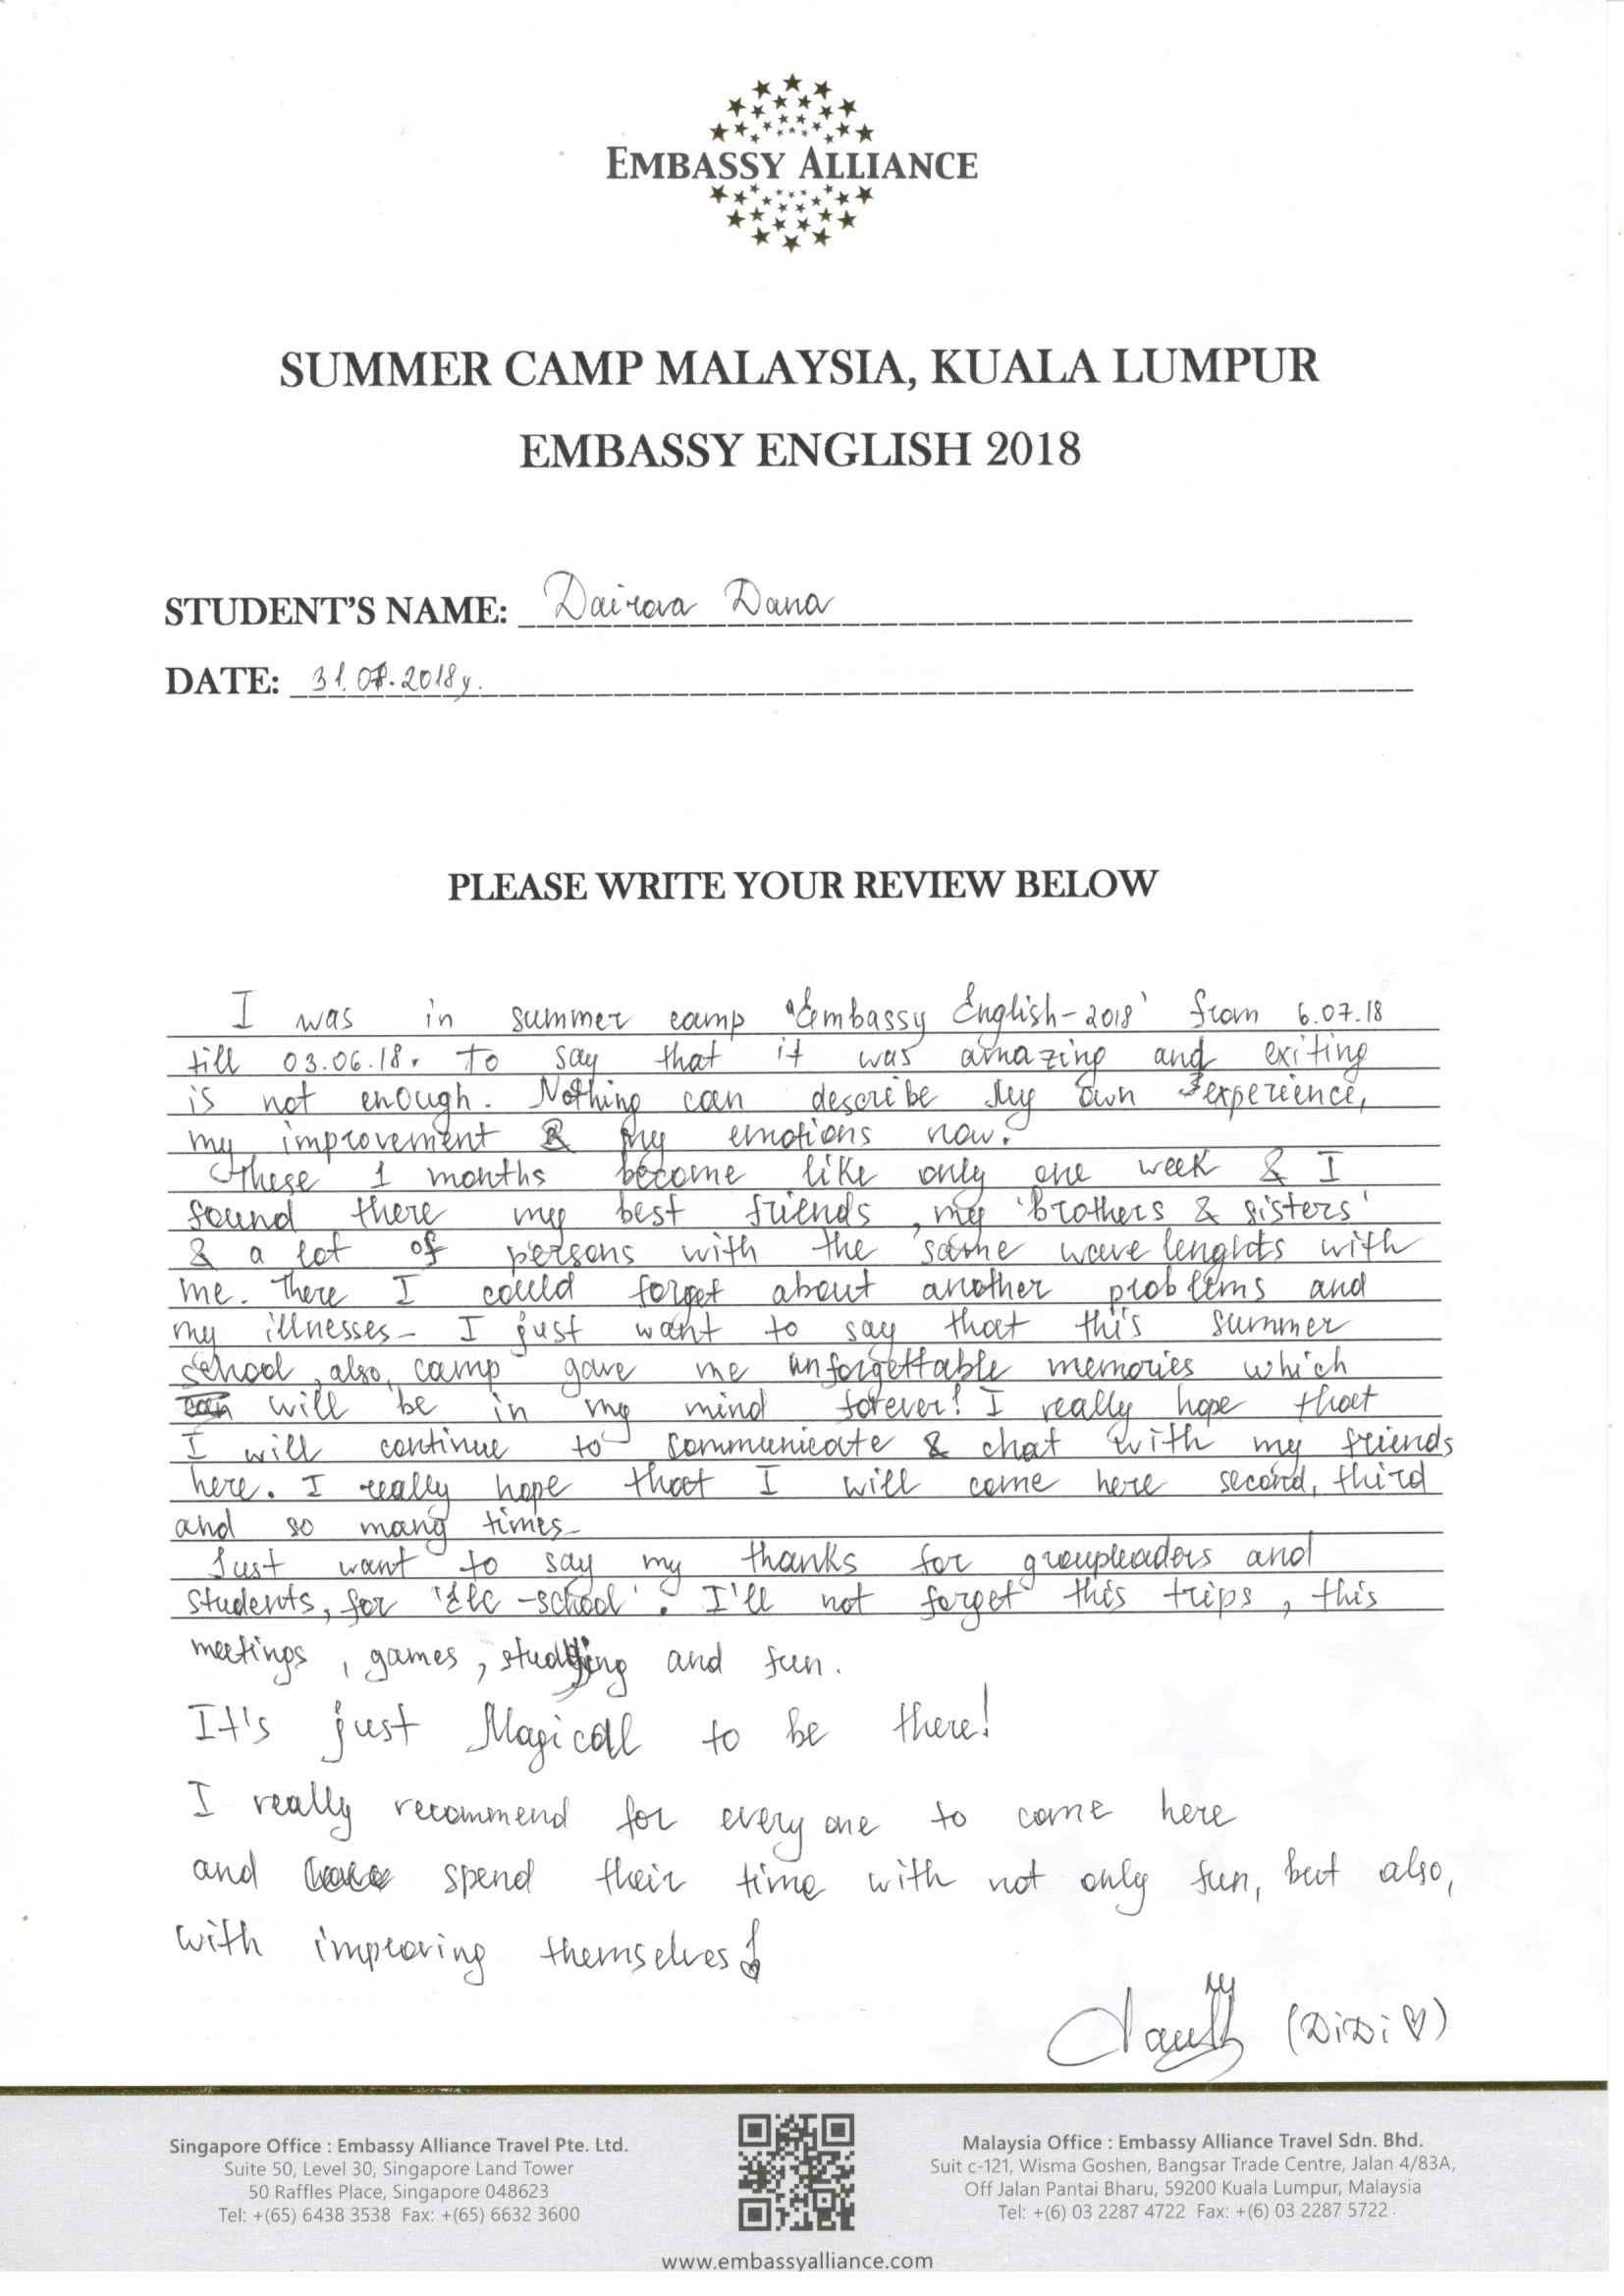 EMBASSY ALLIANCE
SUMMER CAMP MALAYSIA, KUALA LUMPUR
EMBASSY ENGLISH 2018
STUDENT'S NAME: Dairova Dana
DATE: 31.07.2018y.
PLEASE WRITE YOUR REVIEW BELOW
I was in summer camp "Embassy English-2018" from 6.07.18
till 03.06.18. To say that it was amazing and exiting
is not enough. Nothing can describe My own experience,
my improvement & my emotions now.
These 1 months become like only one week & I
found there my best friends, my 'brothers & sisters'
& a lot of persons with the same wave lenghts with
me. There I could forget about another problems and
my illnesses. I just want to say that this summer
school, also, camp gave me unforgettable memories which
will be in my mind forever! I really hope that
I will continue to communicate & chat with my friends
here. I really hope that I will come here second, third
and so many times.
Just want to say my thanks for groupleaders and
students, for 'Elc-school'. I'll not forget this trips, this
meetings, games, studying and fun.
It's just Magicall to be there!
I really recommend for every one to come here
and spend their time with not only fun, but also,
with improving themselves!
(DiDi ♡)
Singapore Office : Embassy Alliance Travel Pte. Ltd.
Suite 50, Level 30, Singapore Land Tower
50 Raffles Place, Singapore 048623
Tel: +(65) 6438 3538 Fax: +(65) 6632 3600
Malaysia Office : Embassy Alliance Travel Sdn. Bhd.
Suit c-121, Wisma Goshen, Bangsar Trade Centre, Jalan 4/83A,
Off Jalan Pantai Bharu, 59200 Kuala Lumpur, Malaysia
Tel: +(6) 03 2287 4722 Fax: +(6) 03 2287 5722
www.embassyalliance.com